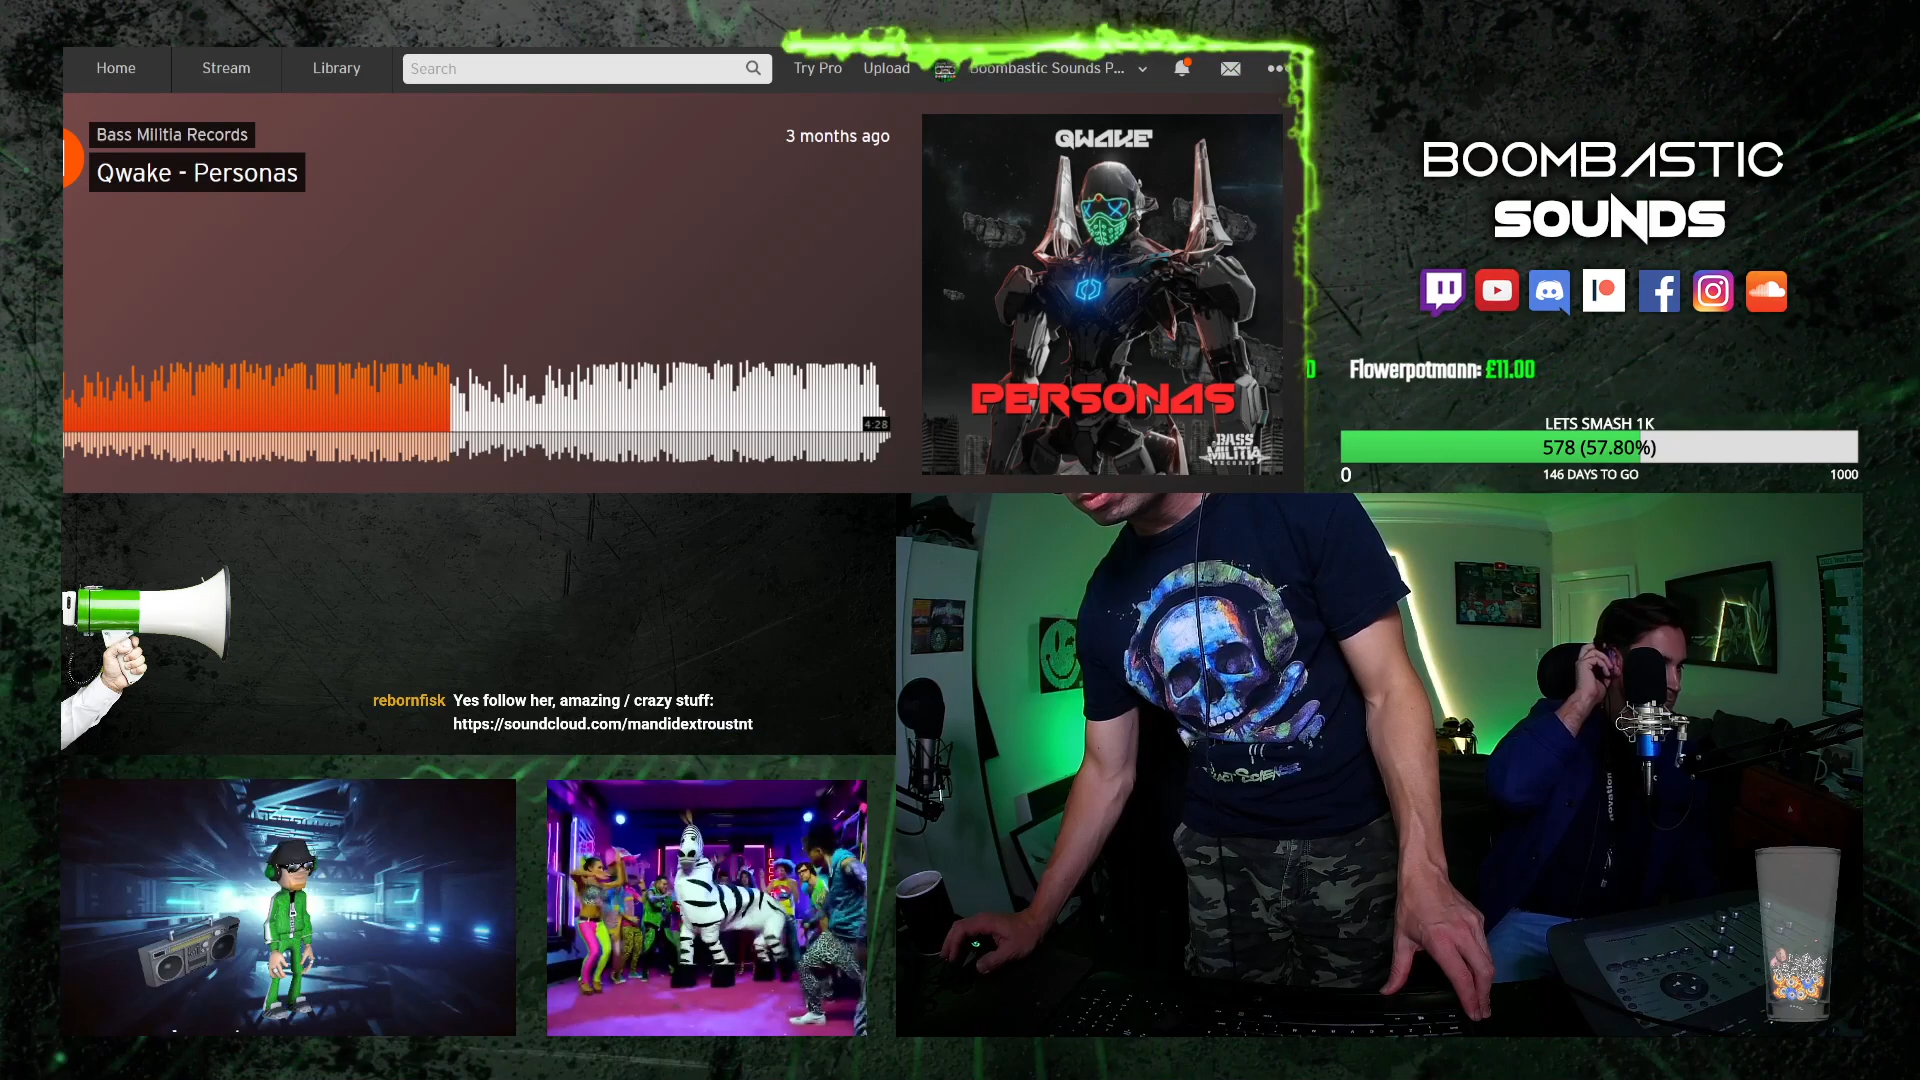 Home
Stream
Library
Search
Try Pro
Upload
Boombastic Sounds P...
Bass Militia Records
3 months ago
Qwake - Personas
4:28
QWAKE
PERSONAS
BASS
MILITIA
RECORDS
BOOMBASTIC
SOUNDS
Flowerpotmann: £11.00
LETS SMASH 1K
578 (57.80%)
0
146 DAYS TO GO
1000
rebornfisk Yes follow her, amazing / crazy stuff:
https://soundcloud.com/mandidextroustnt
novation